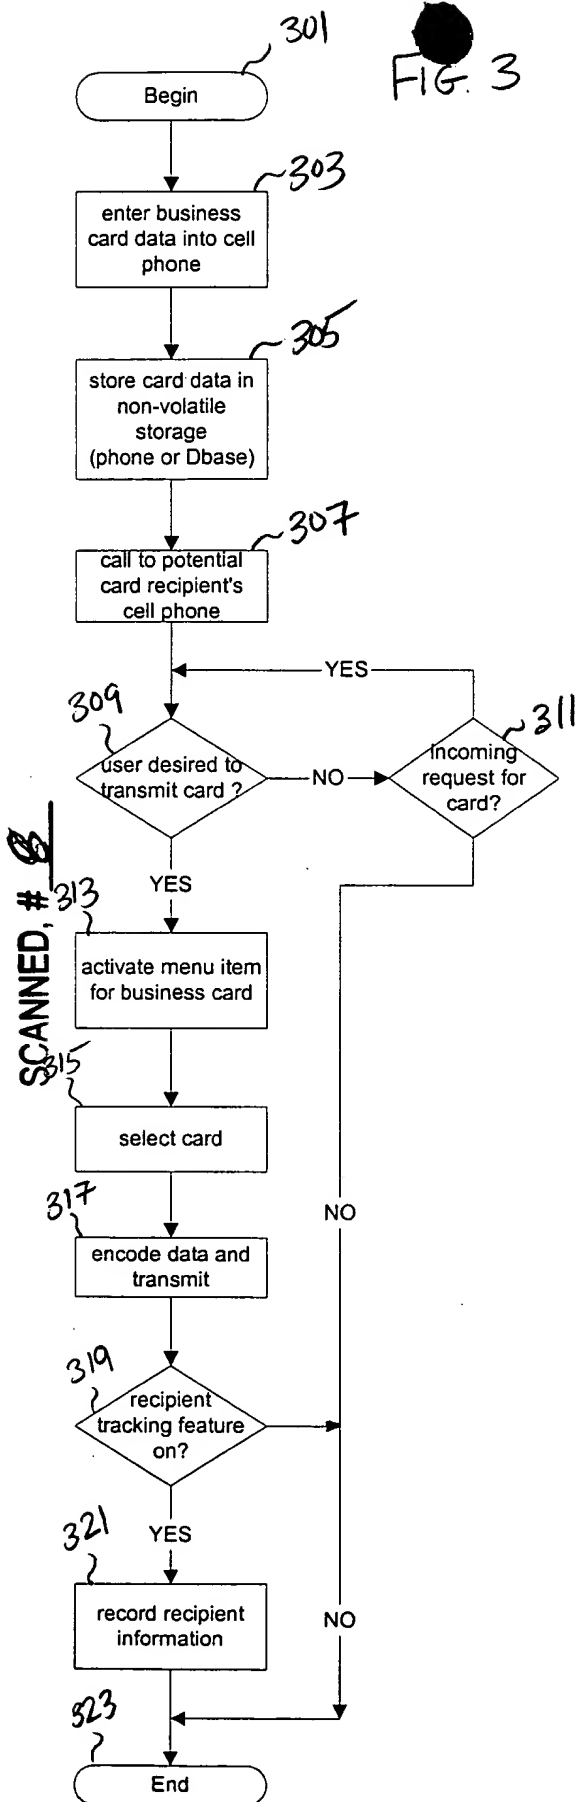 301
FIG. 3
Begin
303
enter business
card data into cell
phone
305
store card data in
non-volatile
storage
(phone or Dbase)
307
call to potential
card recipient's
cell phone
YES
309
user desired to
transmit card ?
NO
311
incoming
request for
card?
YES
SCANNED, #
313
activate menu item
for business card
315
select card
317
encode data and
transmit
NO
319
recipient
tracking feature
on?
YES
321
record recipient
information
NO
323
End